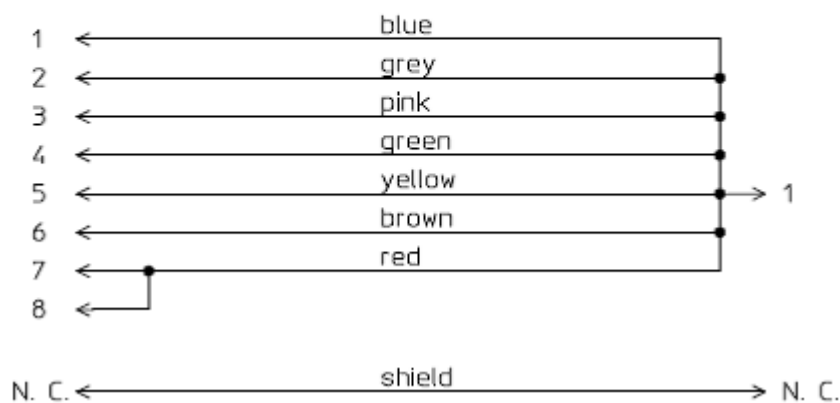 1 blue
2 grey
3 pink
4 green
5 yellow 1
6 brown
7 red
8
N. C. shield N. C.